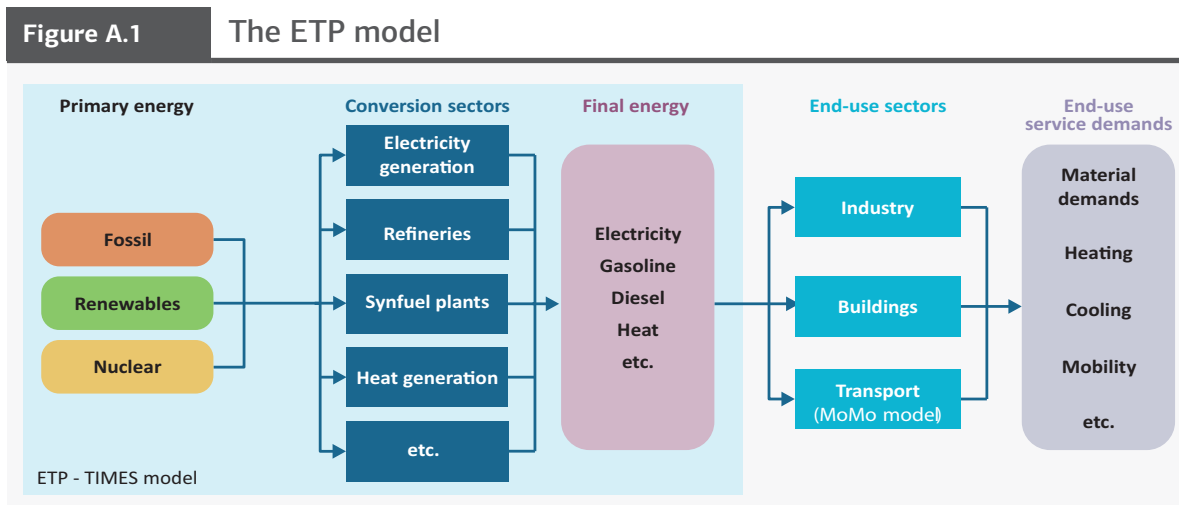 Figure A.1
The ETP model
Primary energy
Conversion sectors
Final energy
End-use sectors
End-use
service demands
Fossil
Renewables
Nuclear
Electricity
generation
Refineries
Synfuel plants
Heat generation
etc.
Electricity
Gasoline
Diesel
Heat
etc.
Industry
Buildings
Transport
(MoMo model)
Material
demands
Heating
Cooling
Mobility
etc.
ETP - TIMES model